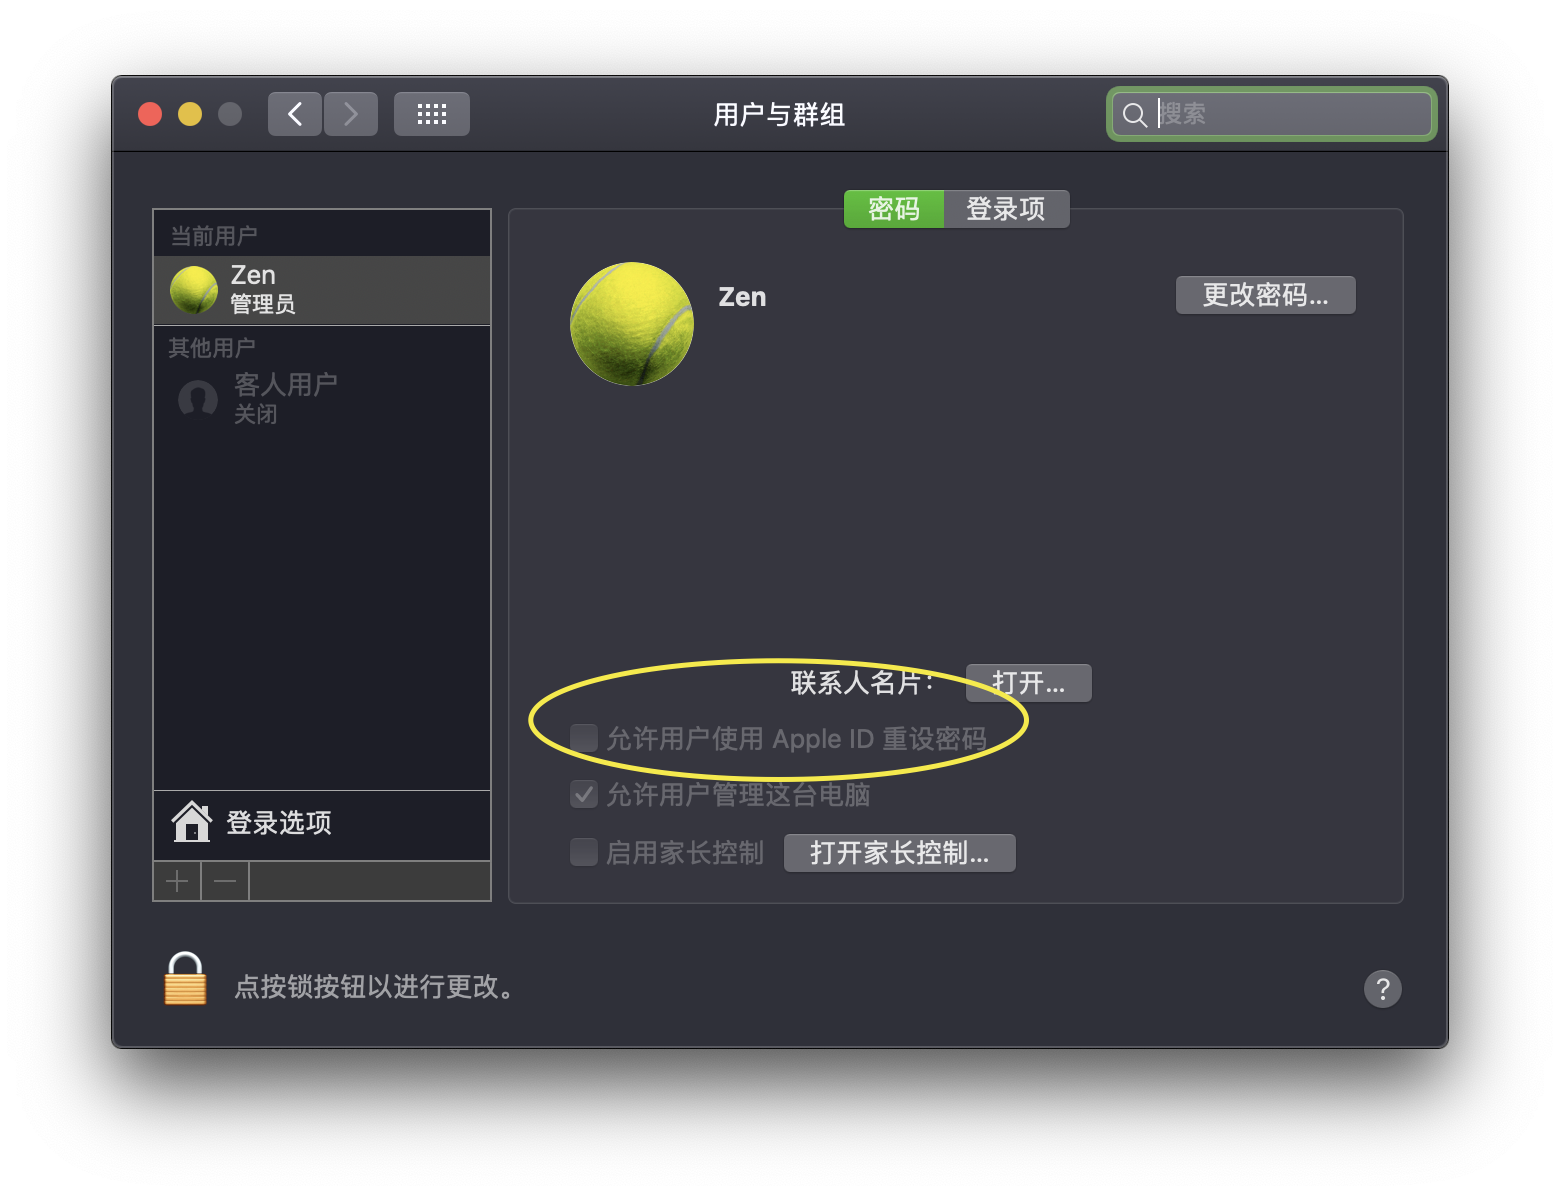 用户与群组
搜索
密码
登录项
当前用户
Zen
管理员
其他用户
客人用户
关闭
登录选项
Zen
更改密码...
联系人名片：
打开...
允许用户使用 Apple ID 重设密码
允许用户管理这台电脑
启用家长控制
打开家长控制...
点按锁按钮以进行更改。
?